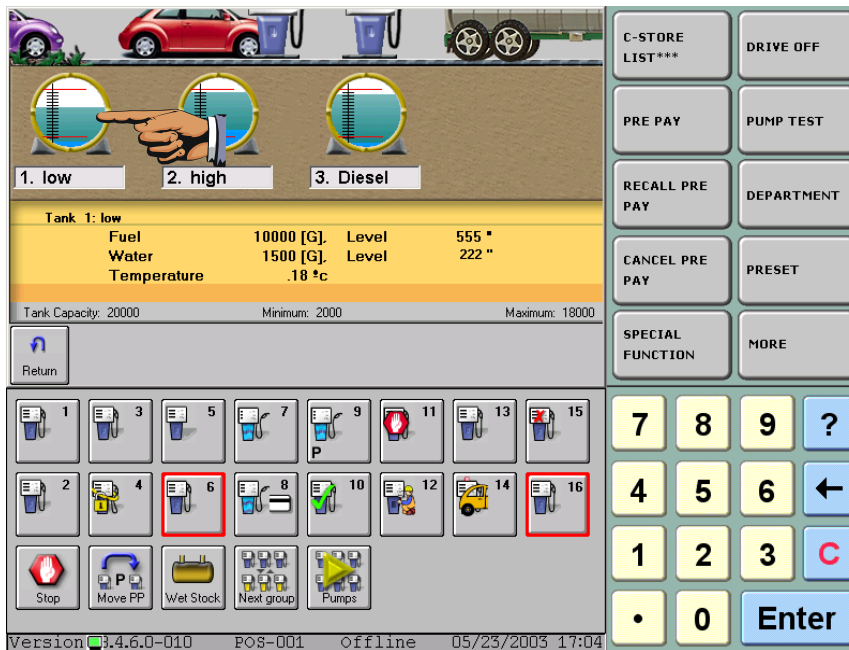 C-STORE
LIST***
DRIVE OFF
PRE PAY
PUMP TEST
1. low
2. high
3. Diesel
RECALL PRE
PAY
DEPARTMENT
Tank 1: low
Fuel 10000 [G], Level 555 "
Water 1500 [G], Level 222 "
Temperature .18 ºc
CANCEL PRE
PAY
PRESET
Tank Capacity: 20000 Minimum: 2000 Maximum: 18000
SPECIAL
FUNCTION
MORE
Return
1 3 5 7 9 11 13 15
P
2 4 6 8 10 12 14 16
7 8 9 ?
4 5 6 ←
1 2 3 C
• 0 Enter
P
Stop Move PP Wet Stock Next group Pumps
Version 3.4.6.0-010 POS-001 Offline 05/23/2003 17:04